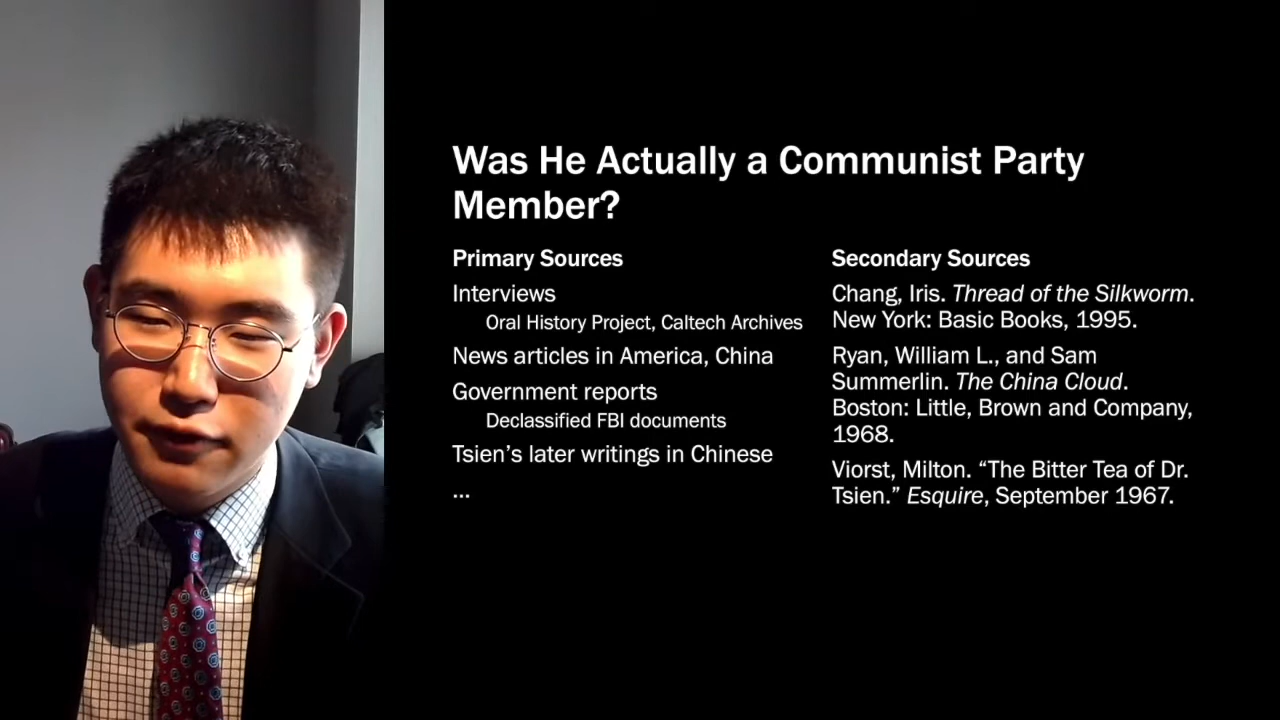 Was He Actually a Communist Party
Member?
Primary Sources
Interviews
Oral History Project, Caltech Archives
News articles in America, China
Government reports
Declassified FBI documents
Tsien’s later writings in Chinese
...
Secondary Sources
Chang, Iris. Thread of the Silkworm.
New York: Basic Books, 1995.
Ryan, William L., and Sam
Summerlin. The China Cloud.
Boston: Little, Brown and Company,
1968.
Viorst, Milton. “The Bitter Tea of Dr.
Tsien.” Esquire, September 1967.